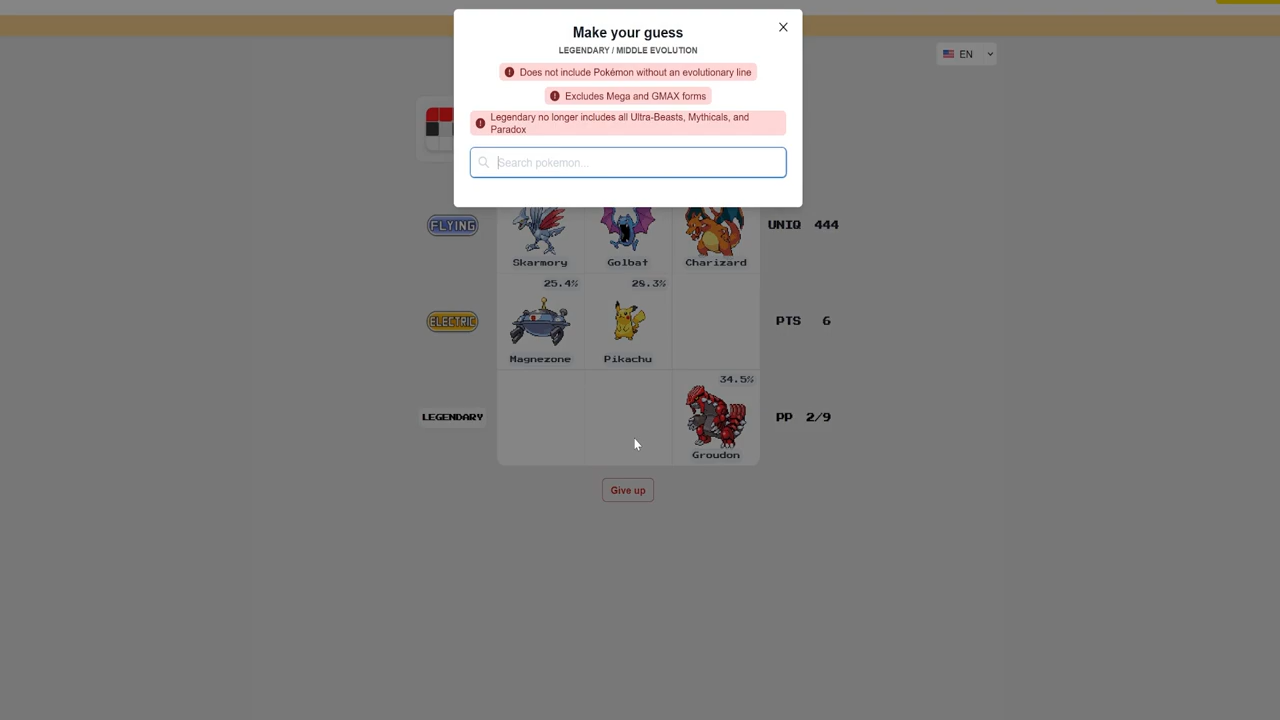 Make your guess
LEGENDARY / MIDDLE EVOLUTION
Does not include Pokémon without an evolutionary line
Excludes Mega and GMAX forms
Legendary no longer includes all Ultra-Beasts, Mythicals, and
Paradox
Search pokemon...
EN
FLYING
Skarmory
Golbat
Charizard
UNIQ 444
25.4%
28.3%
ELECTRIC
Magnezone
Pikachu
PTS 6
34.5%
LEGENDARY
Groudon
PP 2/9
Give up